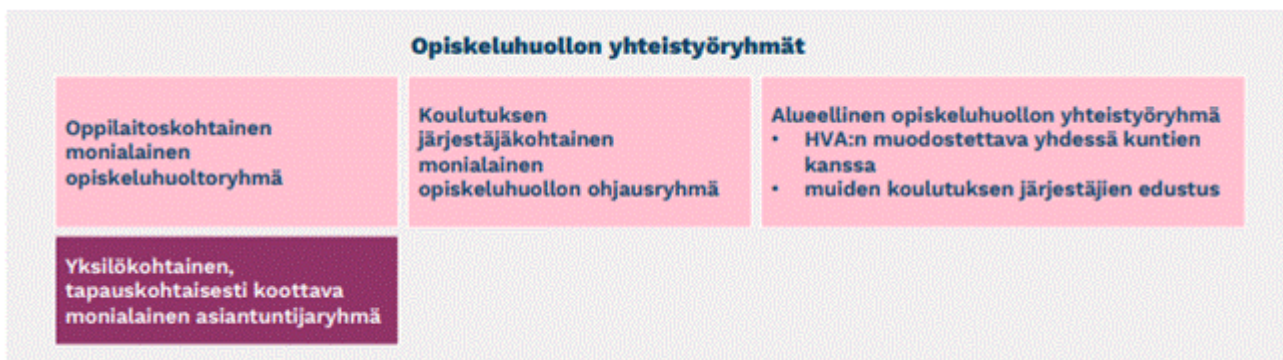 Opiskeluhuollon yhteistyöryhmät
Oppilaitoskohtainen
monialainen
opiskeluhuoltoryhmä
Koulutuksen
järjestäjäkohtainen
monialainen
opiskeluhuollon ohjausryhmä
Alueellinen opiskeluhuollon yhteistyöryhmä
• HVA:n muodostettava yhdessä kuntien
kanssa
• muiden koulutuksen järjestäjien edustus
Yksilökohtainen,
tapauskohtaisesti koottava
monialainen asiantuntijaryhmä